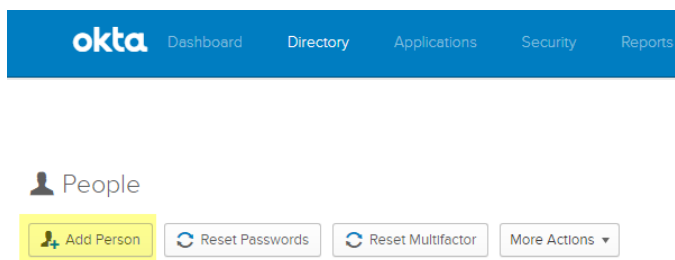 okta Dashboard Directory Applications Security Reports
People
Add Person Reset Passwords Reset Multifactor More Actions